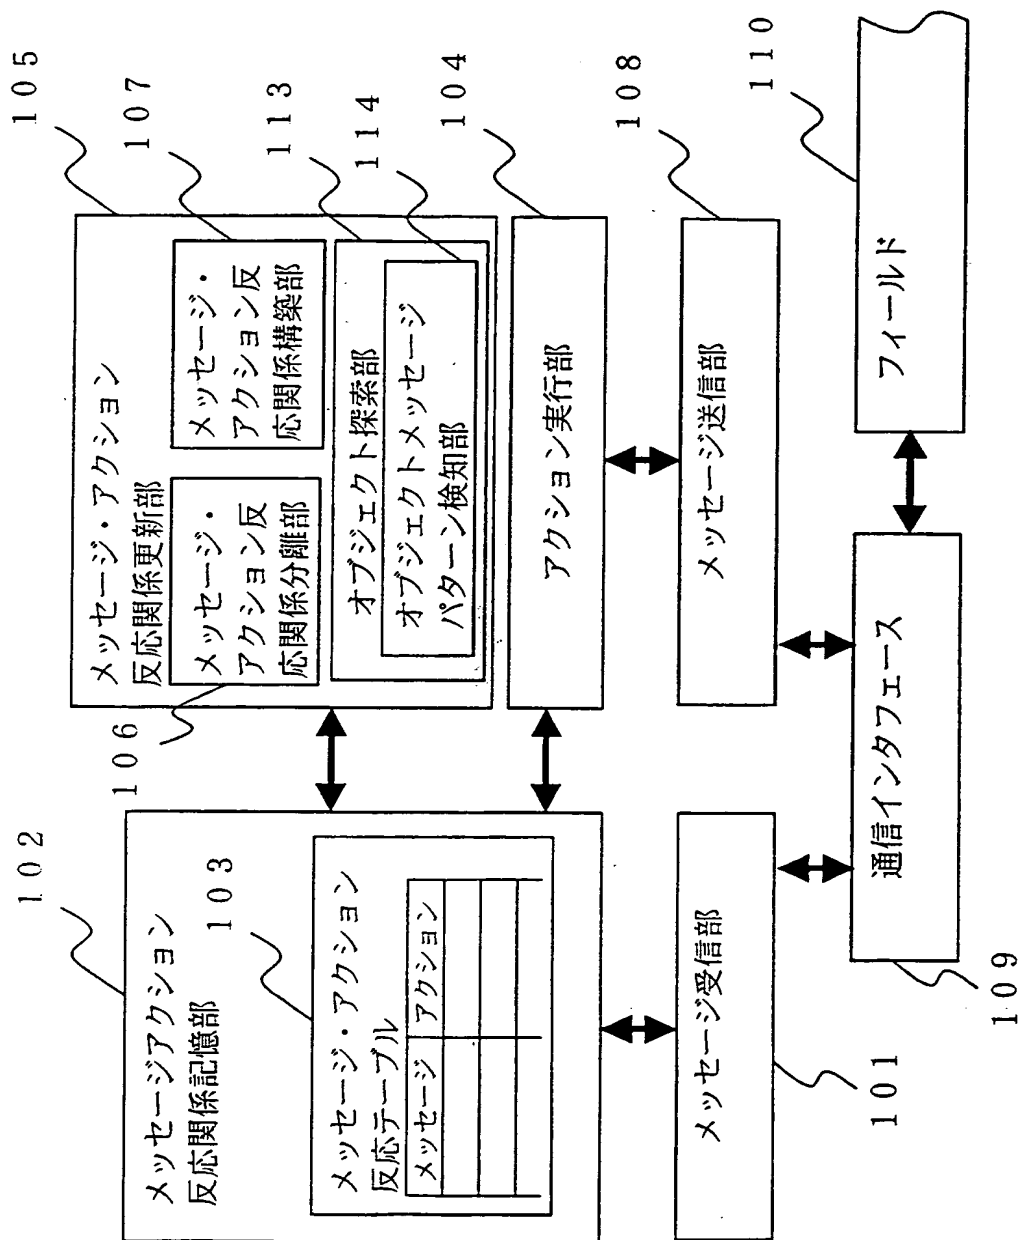 102
メッセージアクション
反応関係記憶部
103
メッセージ・アクション
反応テーブル
メッセージ アクション
105
メッセージ・アクション
反応関係更新部
106
メッセージ・
アクション反
応関係分離部
107
メッセージ・
アクション反
応関係構築部
113
オブジェクト探索部
114
オブジェクトメッセージ
パターン検知部
104
アクション実行部
101
メッセージ受信部
108
メッセージ送信部
109
通信インタフェース
110
フィールド